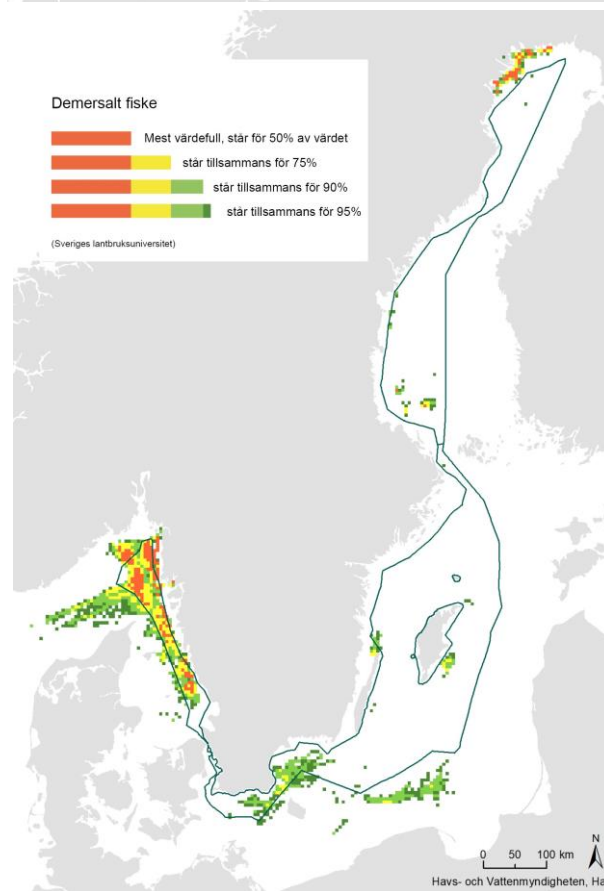 Demersalt fiske
Mest värdefull, står för 50% av värdet
står tillsammans för 75%
står tillsammans för 90%
står tillsammans för 95%
(Sveriges lantbruksuniversitet)
N
0 50 100 km
Havs- och Vattenmyndigheten, Ha